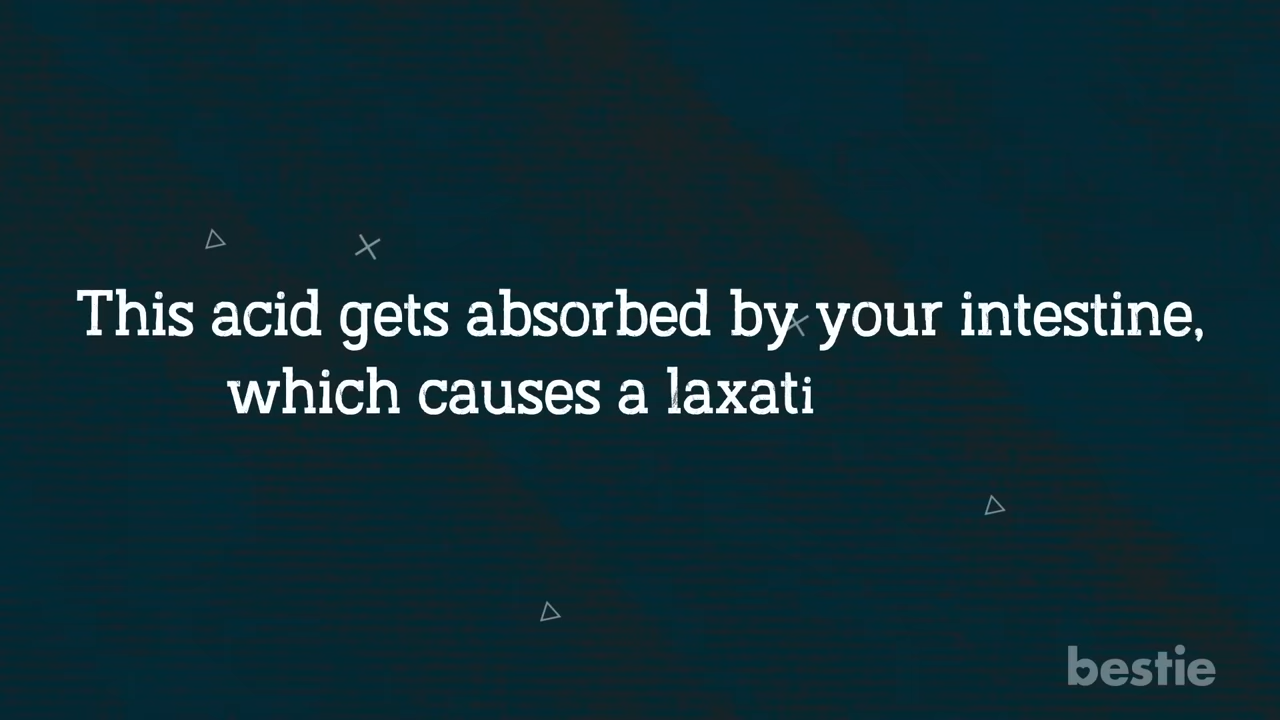 This acid gets absorbed by your intestine,
which causes a laxati
bestie